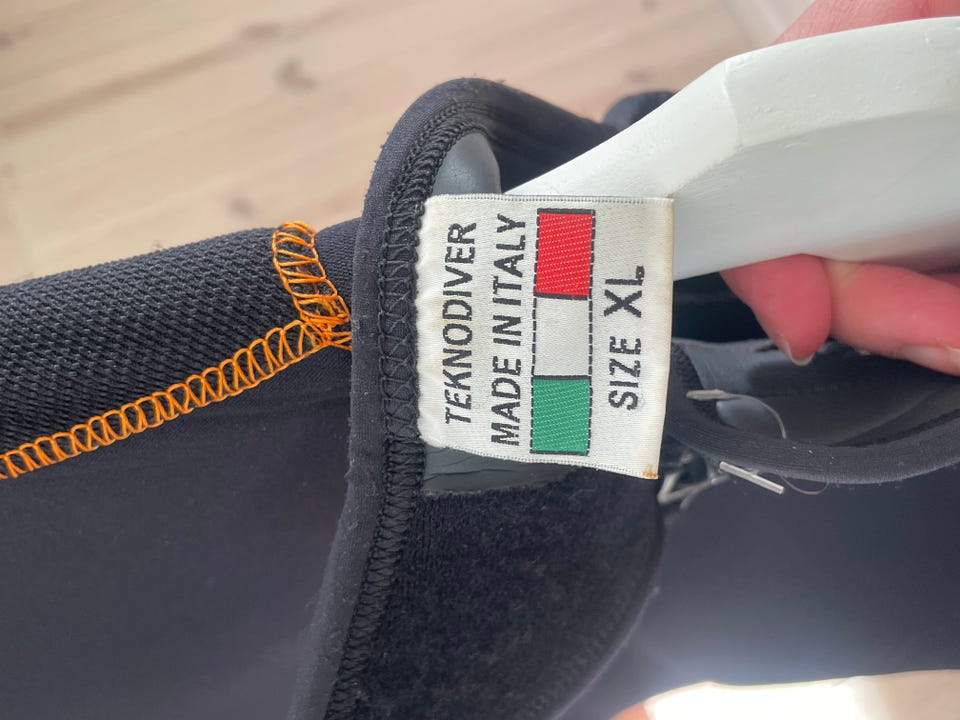 TEKNODIVER
MADE IN ITALY
SIZE XL